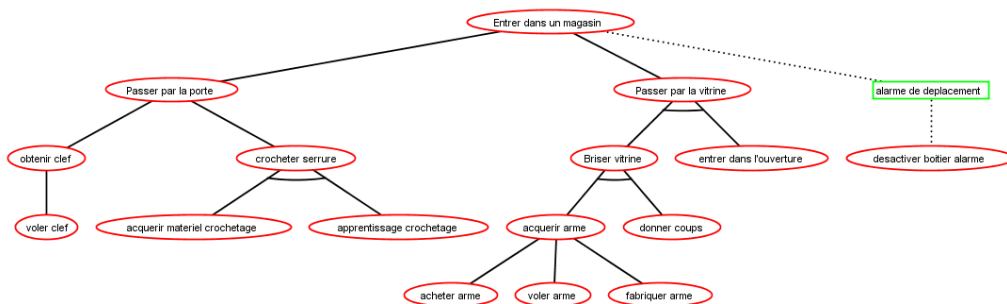 Entrer dans un magasin
Passer par la porte
Passer par la vitrine
alarme de deplacement
obtenir clef
crocheter serrure
Briser vitrine
entrer dans l'ouverture
desactiver boitier alarme
voler clef
acquerir materiel crochetage
apprentissage crochetage
acquerir arme
donner coups
acheter arme
voler arme
fabriquer arme